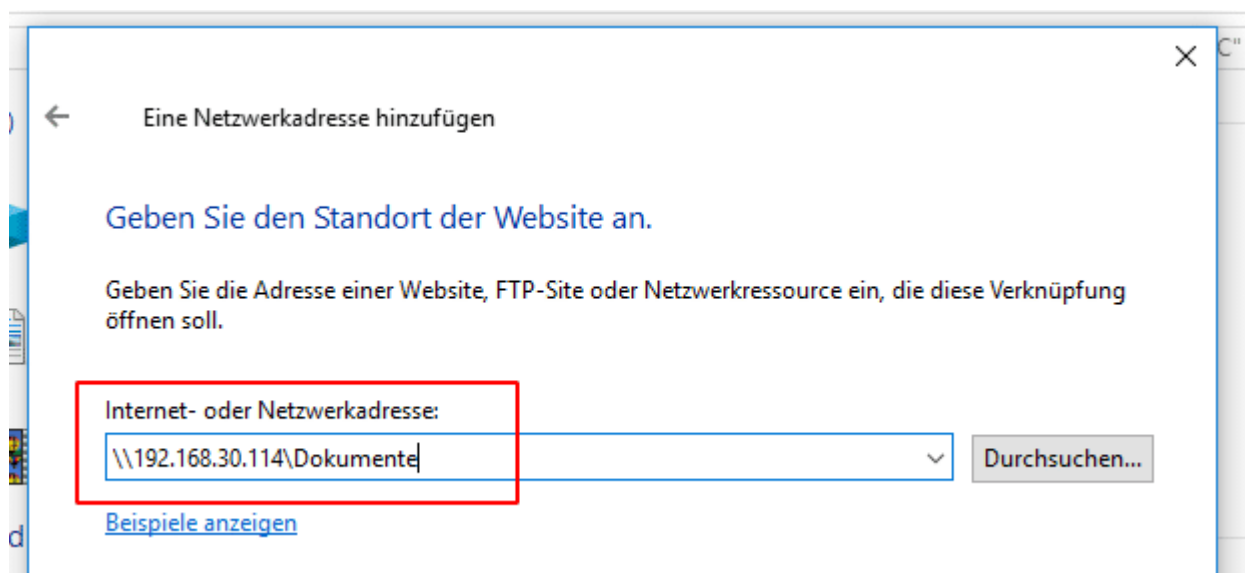 C"
)
Eine Netzwerkadresse hinzufügen
Geben Sie den Standort der Website an.
Geben Sie die Adresse einer Website, FTP-Site oder Netzwerkressource ein, die diese Verknüpfung
öffnen soll.
Internet- oder Netzwerkadresse:
\\192.168.30.114\Dokumente
Durchsuchen...
Beispiele anzeigen
d